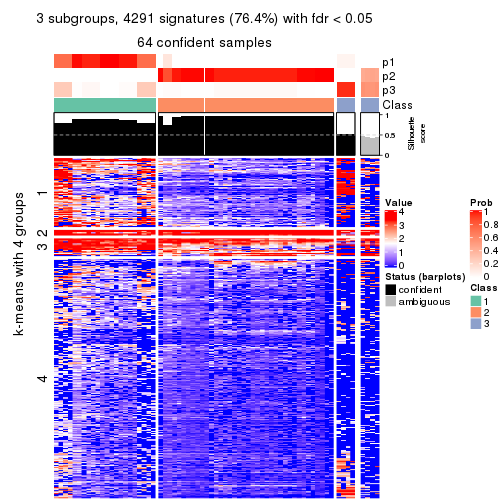 3 subgroups, 4291 signatures (76.4%) with fdr < 0.05
64 confident samples
p1
p2
p3
Class
1
0.5
0
Silhouette
score
k-means with 4 groups
1
2
3
4
Value
4
3
2
1
0
Status (barplots)
confident
ambiguous
Prob
1
0.8
0.6
0.4
0.2
0
Class
1
2
3